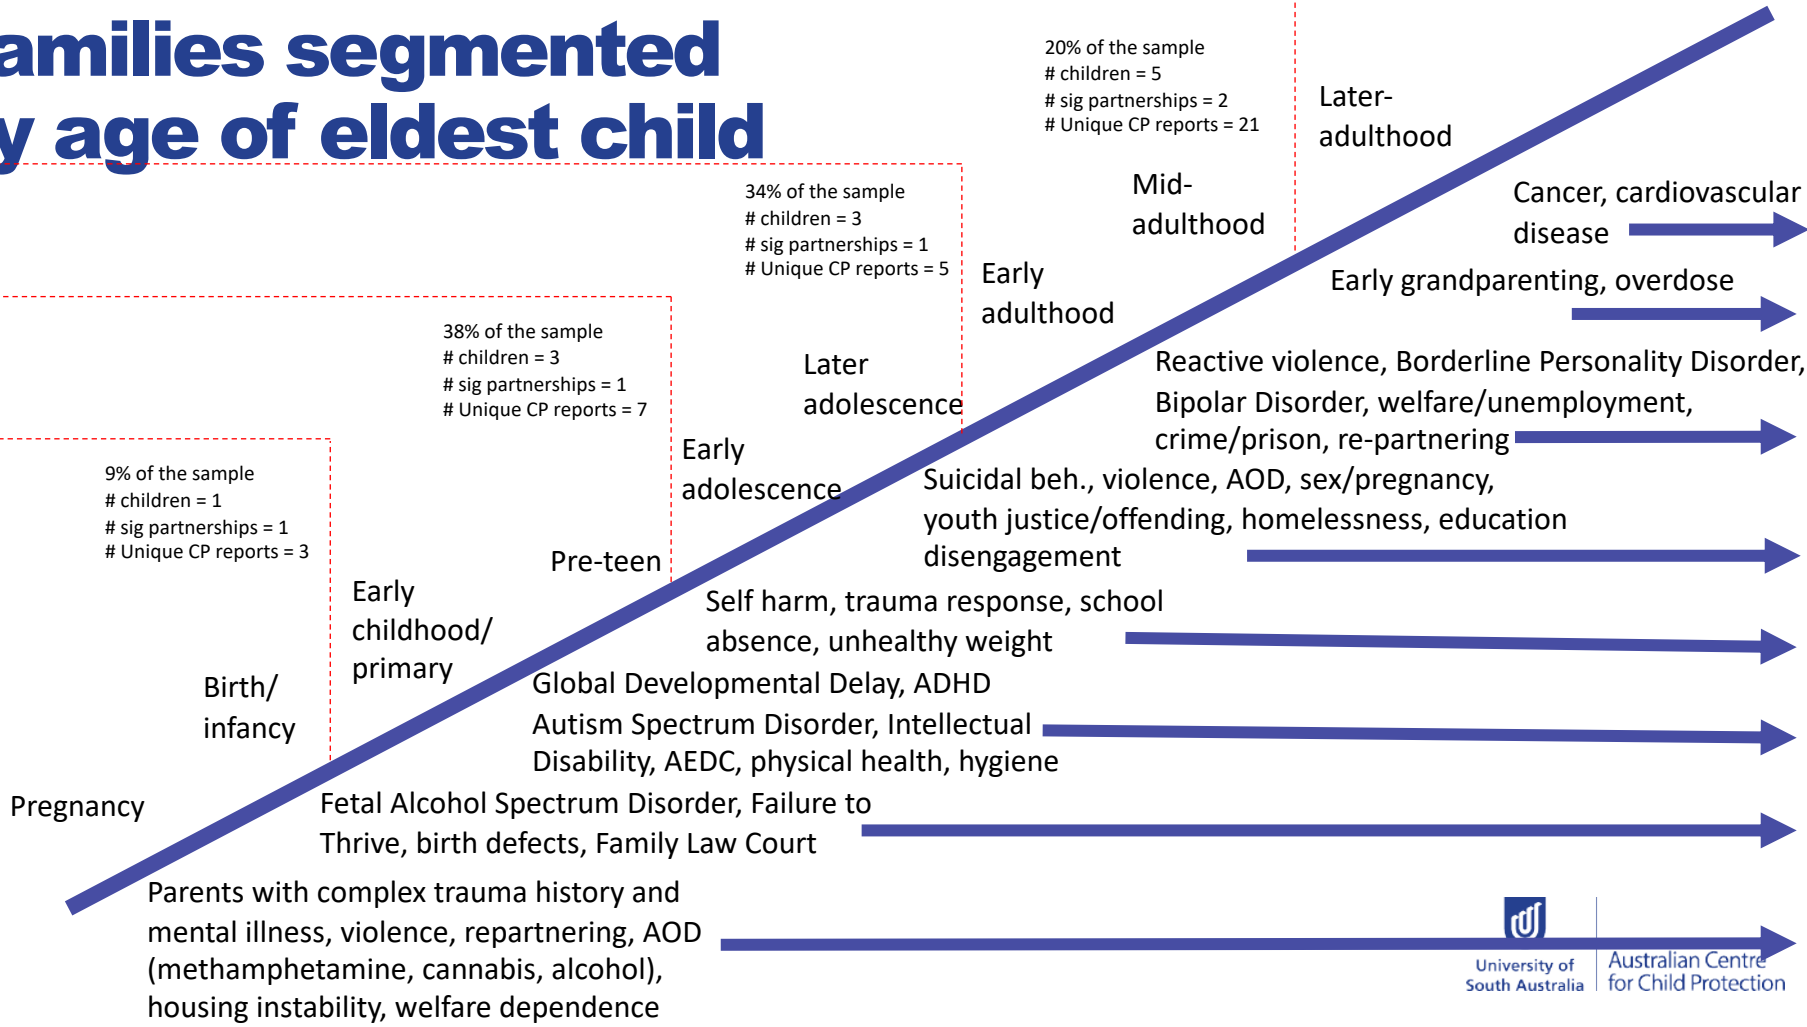 amilies segmented
y age of eldest child
20% of the sample
# children = 5
# sig partnerships = 2
# Unique CP reports = 21
Later-
adulthood
34% of the sample
# children = 3
# sig partnerships = 1
# Unique CP reports = 5
Mid-
adulthood
Cancer, cardiovascular
disease
Early
adulthood
Early grandparenting, overdose
38% of the sample
# children = 3
# sig partnerships = 1
# Unique CP reports = 7
Later
adolescence
Reactive violence, Borderline Personality Disorder,
Bipolar Disorder, welfare/unemployment,
crime/prison, re-partnering
9% of the sample
# children = 1
# sig partnerships = 1
# Unique CP reports = 3
Early
adolescence
Suicidal beh., violence, AOD, sex/pregnancy,
youth justice/offending, homelessness, education
disengagement
Pre-teen
Early
childhood/
primary
Self harm, trauma response, school
absence, unhealthy weight
Birth/
infancy
Global Developmental Delay, ADHD
Autism Spectrum Disorder, Intellectual
Disability, AEDC, physical health, hygiene
Pregnancy
Fetal Alcohol Spectrum Disorder, Failure to
Thrive, birth defects, Family Law Court
Parents with complex trauma history and
mental illness, violence, repartnering, AOD
(methamphetamine, cannabis, alcohol),
housing instability, welfare dependence
University of
South Australia
Australian Centre
for Child Protection